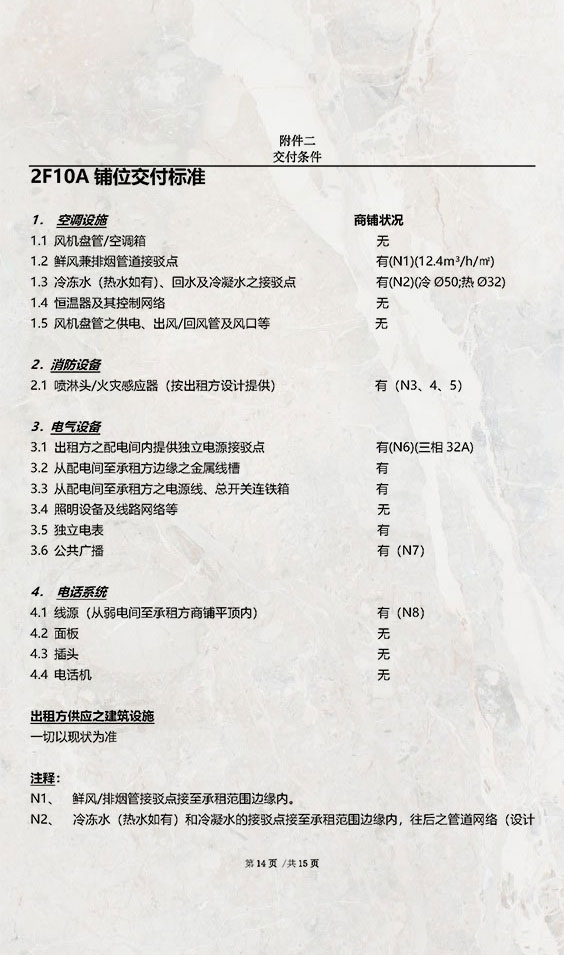 附件二
交付条件
2F10A 铺位交付标准
1. 空调设施 商铺状况
1.1 风机盘管/空调箱 无
1.2 鲜风兼排烟管道接驳点 有(N1)(12.4m³/h/㎡)
1.3 冷冻水（热水如有）、回水及冷凝水之接驳点 有(N2)(冷 Ø50;热 Ø32)
1.4 恒温器及其控制网络 无
1.5 风机盘管之供电、出风/回风管及风口等 无
2. 消防设备
2.1 喷淋头/火灾感应器（按出租方设计提供） 有（N3、4、5）
3. 电气设备
3.1 出租方之配电间内提供独立电源接驳点 有(N6)(三相 32A)
3.2 从配电间至承租方边缘之金属线槽 有
3.3 从配电间至承租方之电源线、总开关连铁箱 有
3.4 照明设备及线路网络等 无
3.5 独立电表 有
3.6 公共广播 有（N7）
4. 电话系统
4.1 线源（从弱电间至承租方商铺平顶内） 有（N8）
4.2 面板 无
4.3 插头 无
4.4 电话机 无
出租方供应之建筑设施
一切以现状为准
注释：
N1、 鲜风/排烟管接驳点接至承租范围边缘内。
N2、 冷冻水（热水如有）和冷凝水的接驳点接至承租范围边缘内，往后之管道网络（设计
第 14 页 /共 15 页